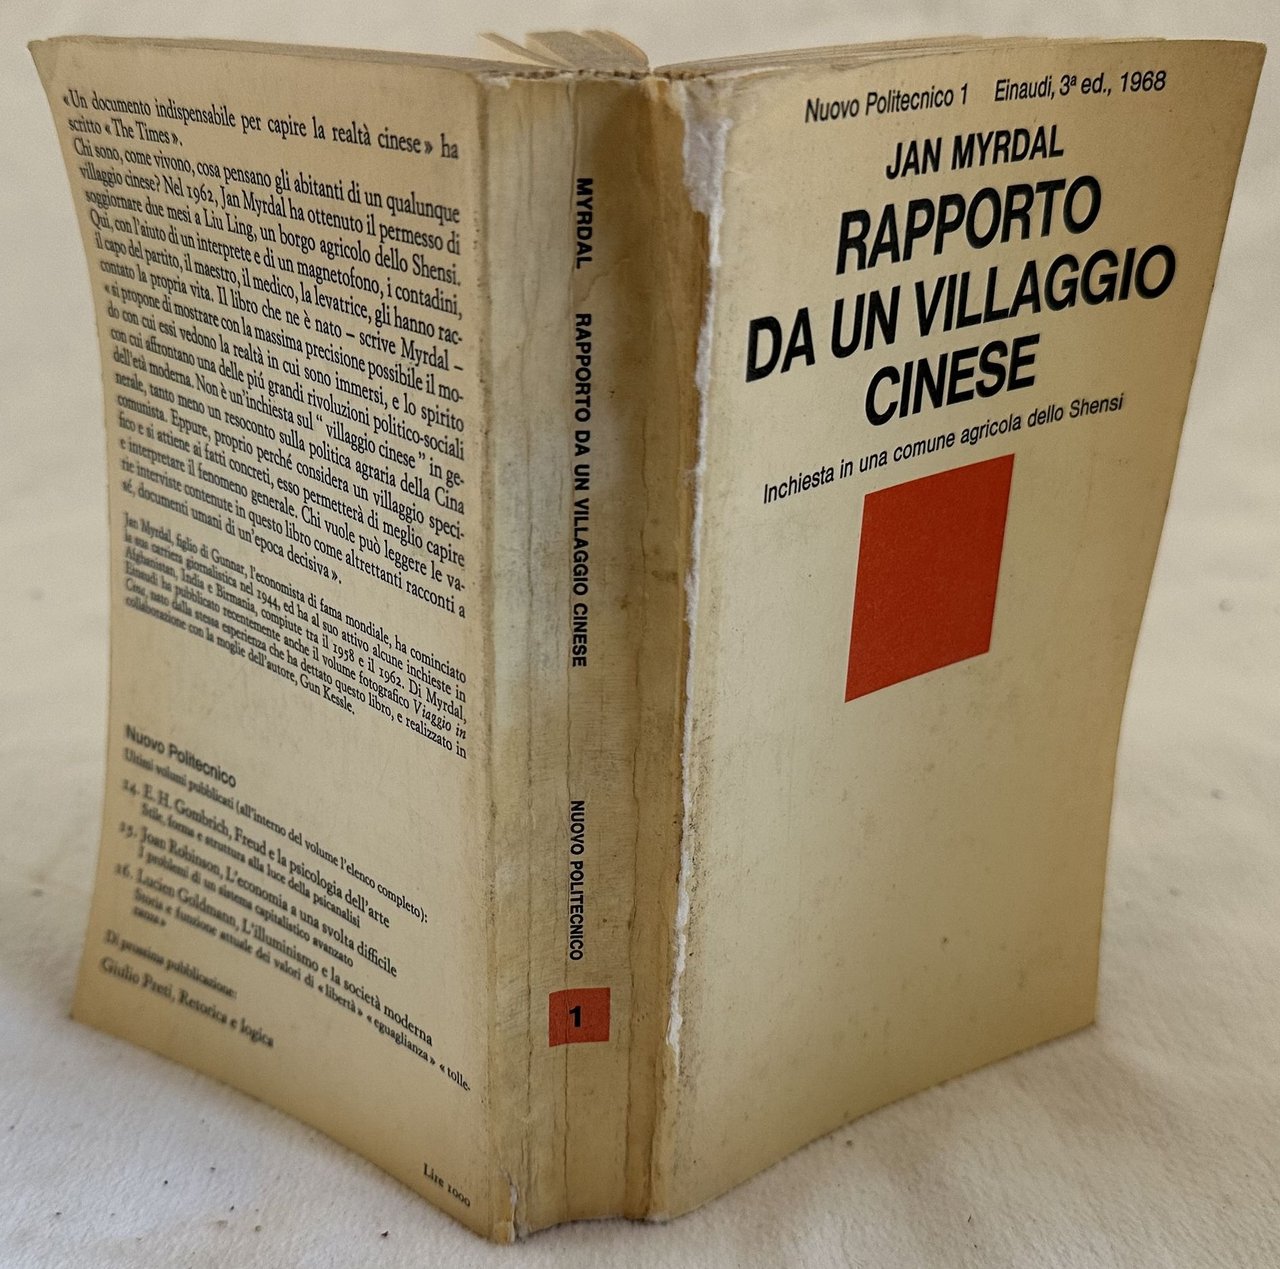 «Un documento indispensabile per capire la realtà cinese» ha
scritto «The Times».
Chi sono, come vivono, cosa pensano gli abitanti di un qualunque
villaggio cinese? Nel 1962, Jan Myrdal ha ottenuto il permesso di
soggiornare due mesi a Liu Ling, un borgo agricolo dello Shensi.
Qui, con l'aiuto di un interprete e di un magnetofono, i contadini,
il capo del partito, il maestro, il medico, la levatrice, gli hanno rac-
contato la propria vita. Il libro che ne è nato – scrive Myrdal –
«si propone di mostrare con la massima precisione possibile il mo-
do con cui essi vedono la realtà in cui sono immersi, e lo spirito
con cui affrontano una delle piú grandi rivoluzioni politico-sociali
dell'età moderna. Non è un'inchiesta sul "villaggio cinese" in ge-
nerale, tanto meno un resoconto sulla politica agraria della Cina
comunista. Eppure, proprio perché considera un villaggio speci-
fico e si attiene ai fatti concreti, esso permetterà di meglio capire
e interpretare il fenomeno generale. Chi vuole può leggere le va-
rie interviste contenute in questo libro come altrettanti racconti a
sé, documenti umani di un'epoca decisiva».
Jan Myrdal, figlio di Gunnar, l'economista di fama mondiale, ha cominciato
la sua carriera giornalistica nel 1944, ed ha al suo attivo alcune inchieste in
Afghanistan, India e Birmania, compiute tra il 1958 e il 1962. Di Myrdal,
Einaudi ha pubblicato recentemente anche il volume fotografico Viaggio in
Cina, nato dalla stessa esperienza che ha dettato questo libro, e realizzato in
collaborazione con la moglie dell'autore, Gun Kessle.
Nuovo Politecnico
Ultimi volumi pubblicati (all'interno del volume l'elenco completo):
14. E. H. Gombrich, Freud e la psicologia dell'arte
Stile, forma e struttura alla luce della psicanalisi
15. Joan Robinson, L'economia a una svolta difficile
I problemi di un sistema capitalistico avanzato
16. Lucien Goldmann, L'illuminismo e la società moderna
Storia e funzione attuale dei valori di «libertà» «eguaglianza» «tolle-
ranza»
Di prossima pubblicazione:
Giulio Preti, Retorica e logica
Lire 1000
MYRDAL RAPPORTO DA UN VILLAGGIO CINESE NUOVO POLITECNICO
1
Nuovo Politecnico 1 Einaudi, 3ª ed., 1968
JAN MYRDAL
RAPPORTO
DA UN VILLAGGIO
CINESE
Inchiesta in una comune agricola dello Shensi